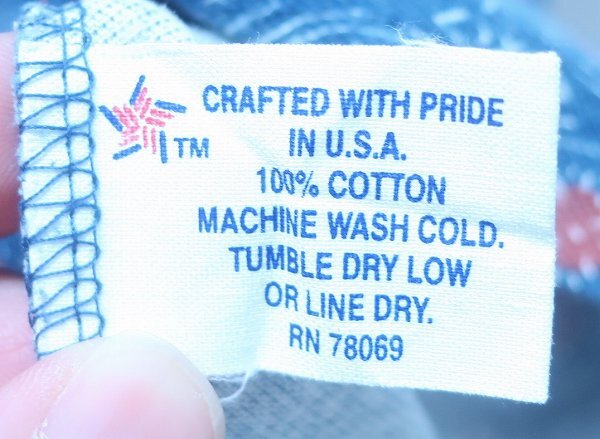 CRAFTED WITH PRIDE
IN U.S.A.
100% COTTON
MACHINE WASH COLD.
TUMBLE DRY LOW
OR LINE DRY.
RN 78069
TM